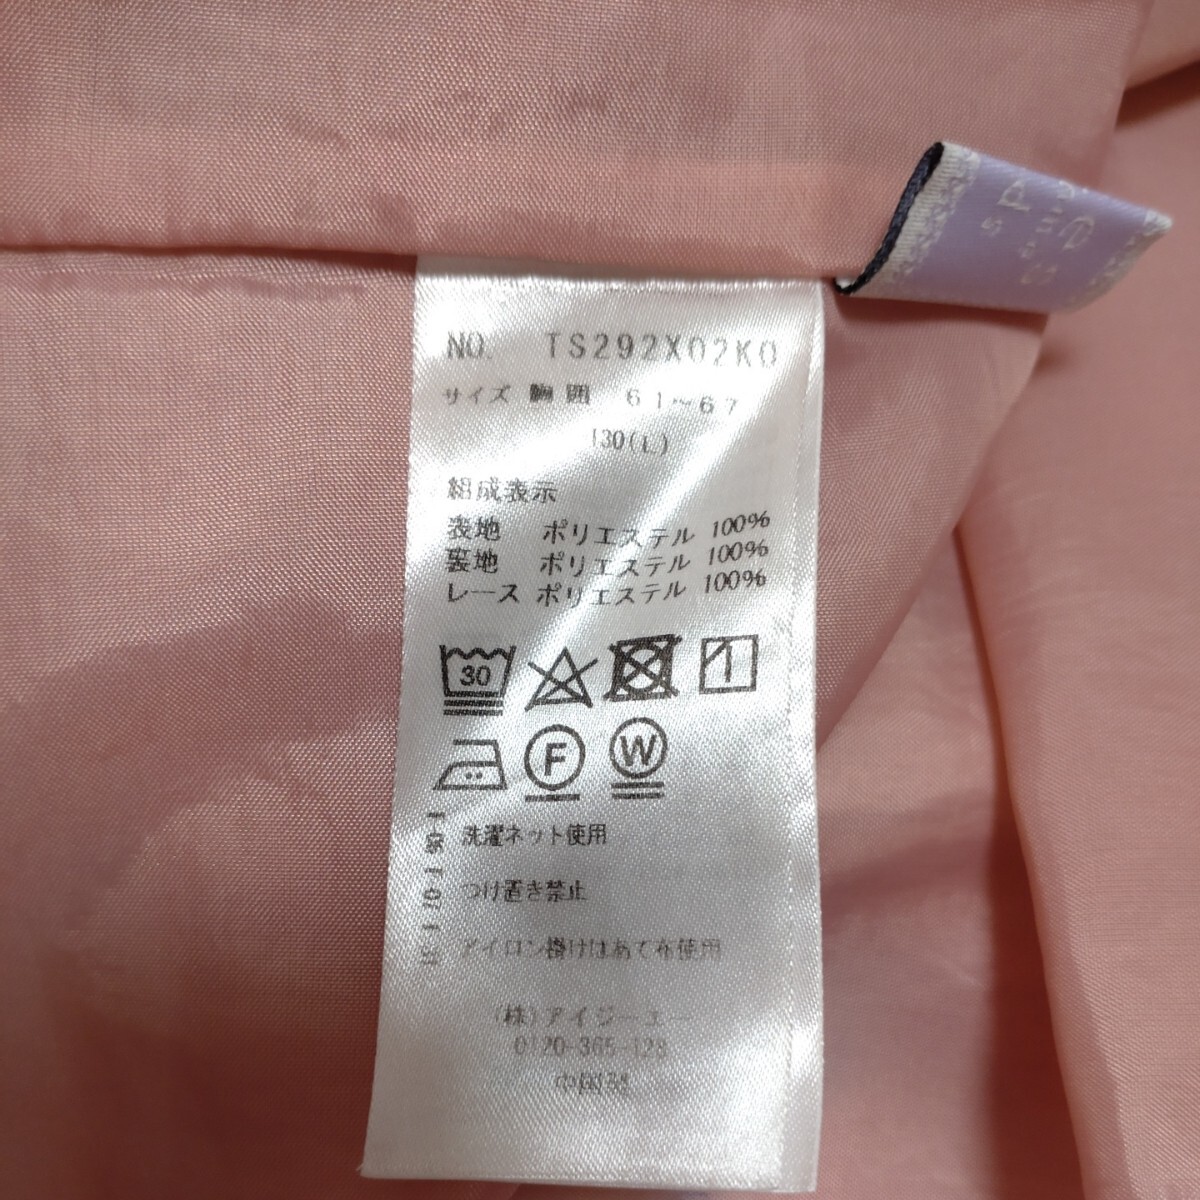 NO. TS292X02K0
サイズ 胸囲 61～67
130(L)
組成表示
表地 ポリエステル 100%
裏地 ポリエステル 100%
レース ポリエステル 100%
30
1
F
W
洗濯ネット使用
つけ置き禁止
アイロン掛けはあて布使用
(株)アイジーエー
0120-365-128
中国製